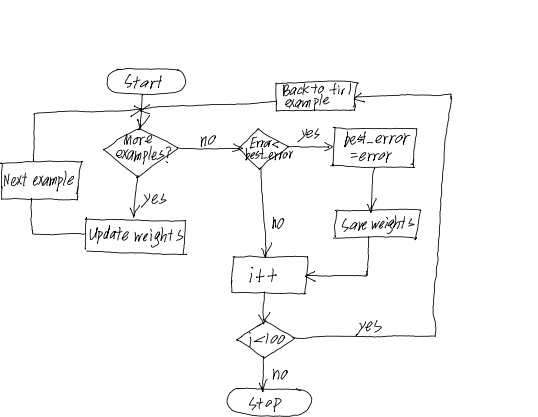 Start
Back to first
example
More
examples?
no
Error<
best_error
yes
best_error
=error
Next example
yes
Update weights
no
Save weights
i++
i<100
yes
no
Stop